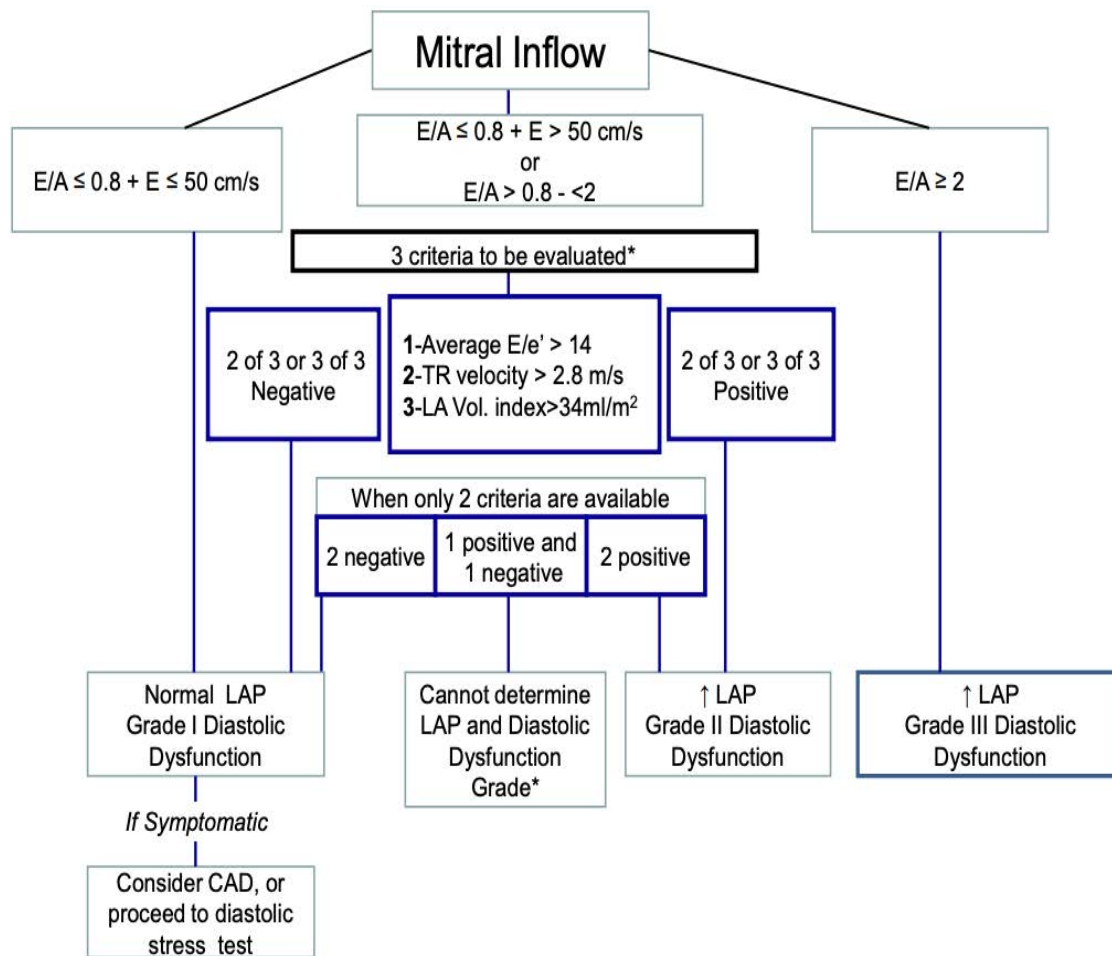 Mitral Inflow
E/A ≤ 0.8 + E ≤ 50 cm/s
E/A ≤ 0.8 + E > 50 cm/s
or
E/A > 0.8 - <2
E/A ≥ 2
3 criteria to be evaluated*
2 of 3 or 3 of 3
Negative
1-Average E/e’ > 14
2-TR velocity > 2.8 m/s
3-LA Vol. index>34ml/m²
2 of 3 or 3 of 3
Positive
When only 2 criteria are available
2 negative
1 positive and
1 negative
2 positive
Normal LAP
Grade I Diastolic
Dysfunction
Cannot determine
LAP and Diastolic
Dysfunction
Grade*
↑ LAP
Grade II Diastolic
Dysfunction
↑ LAP
Grade III Diastolic
Dysfunction
If Symptomatic
Consider CAD, or
proceed to diastolic
stress test